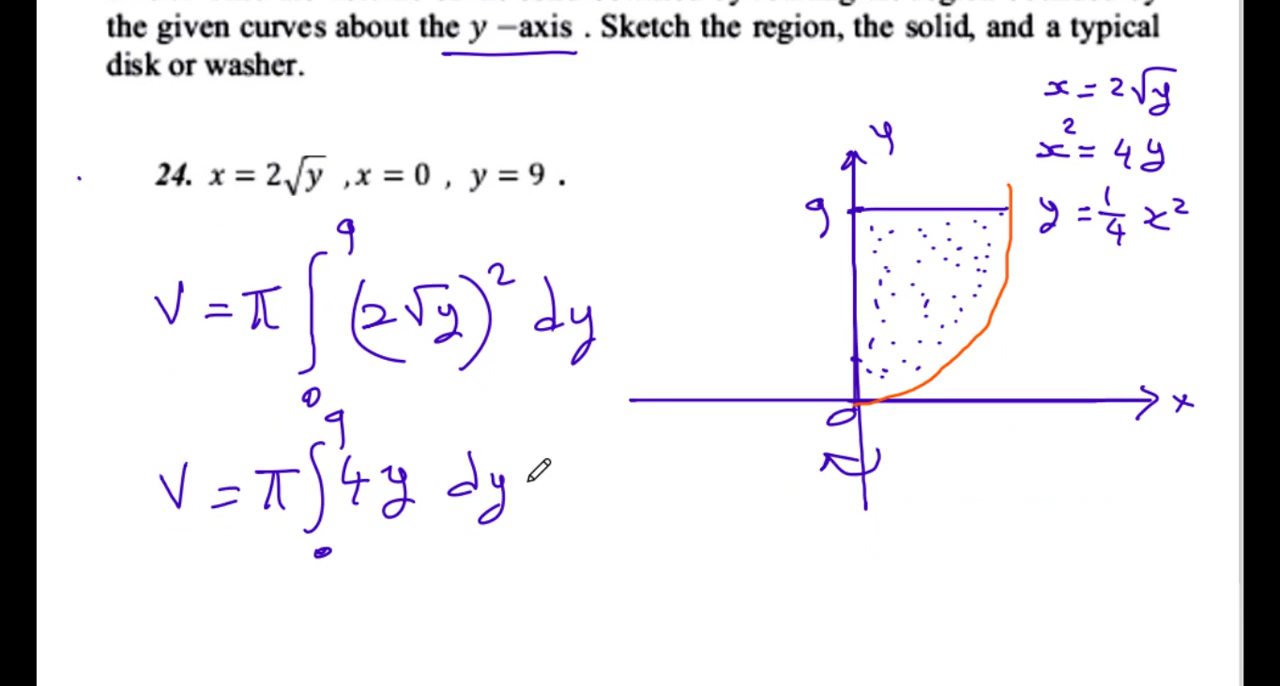 the given curves about the y –axis . Sketch the region, the solid, and a typical
disk or washer.
24. x = 2√y , x = 0 , y = 9 .
V = π ∫₀⁹ (2√y)² dy
V = π ∫₀⁹ 4y dy
x = 2√y
x² = 4y
y = 1/4 x²
y
9
0
x